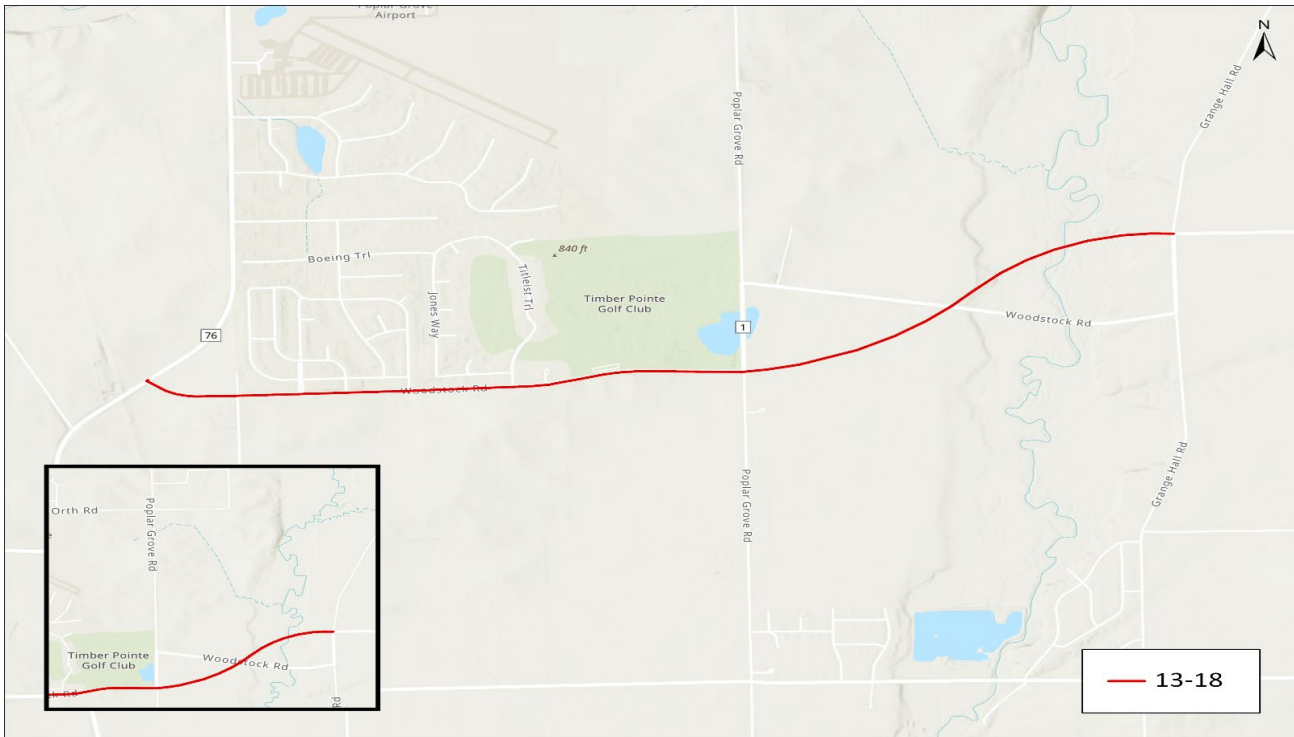 Poplar Grove
Airport
N
Grange Hall Rd
Poplar Grove Rd
840 ft
Boeing Trl
Titleist Trl
Timber Pointe
Golf Club
Jones Way
76
1
Woodstock Rd
Woodstock Rd
Grange Hall Rd
Poplar Grove Rd
Orth Rd
Poplar Grove Rd
Timber Pointe
Golf Club
Woodstock Rd
k Rd
Rd
13-18